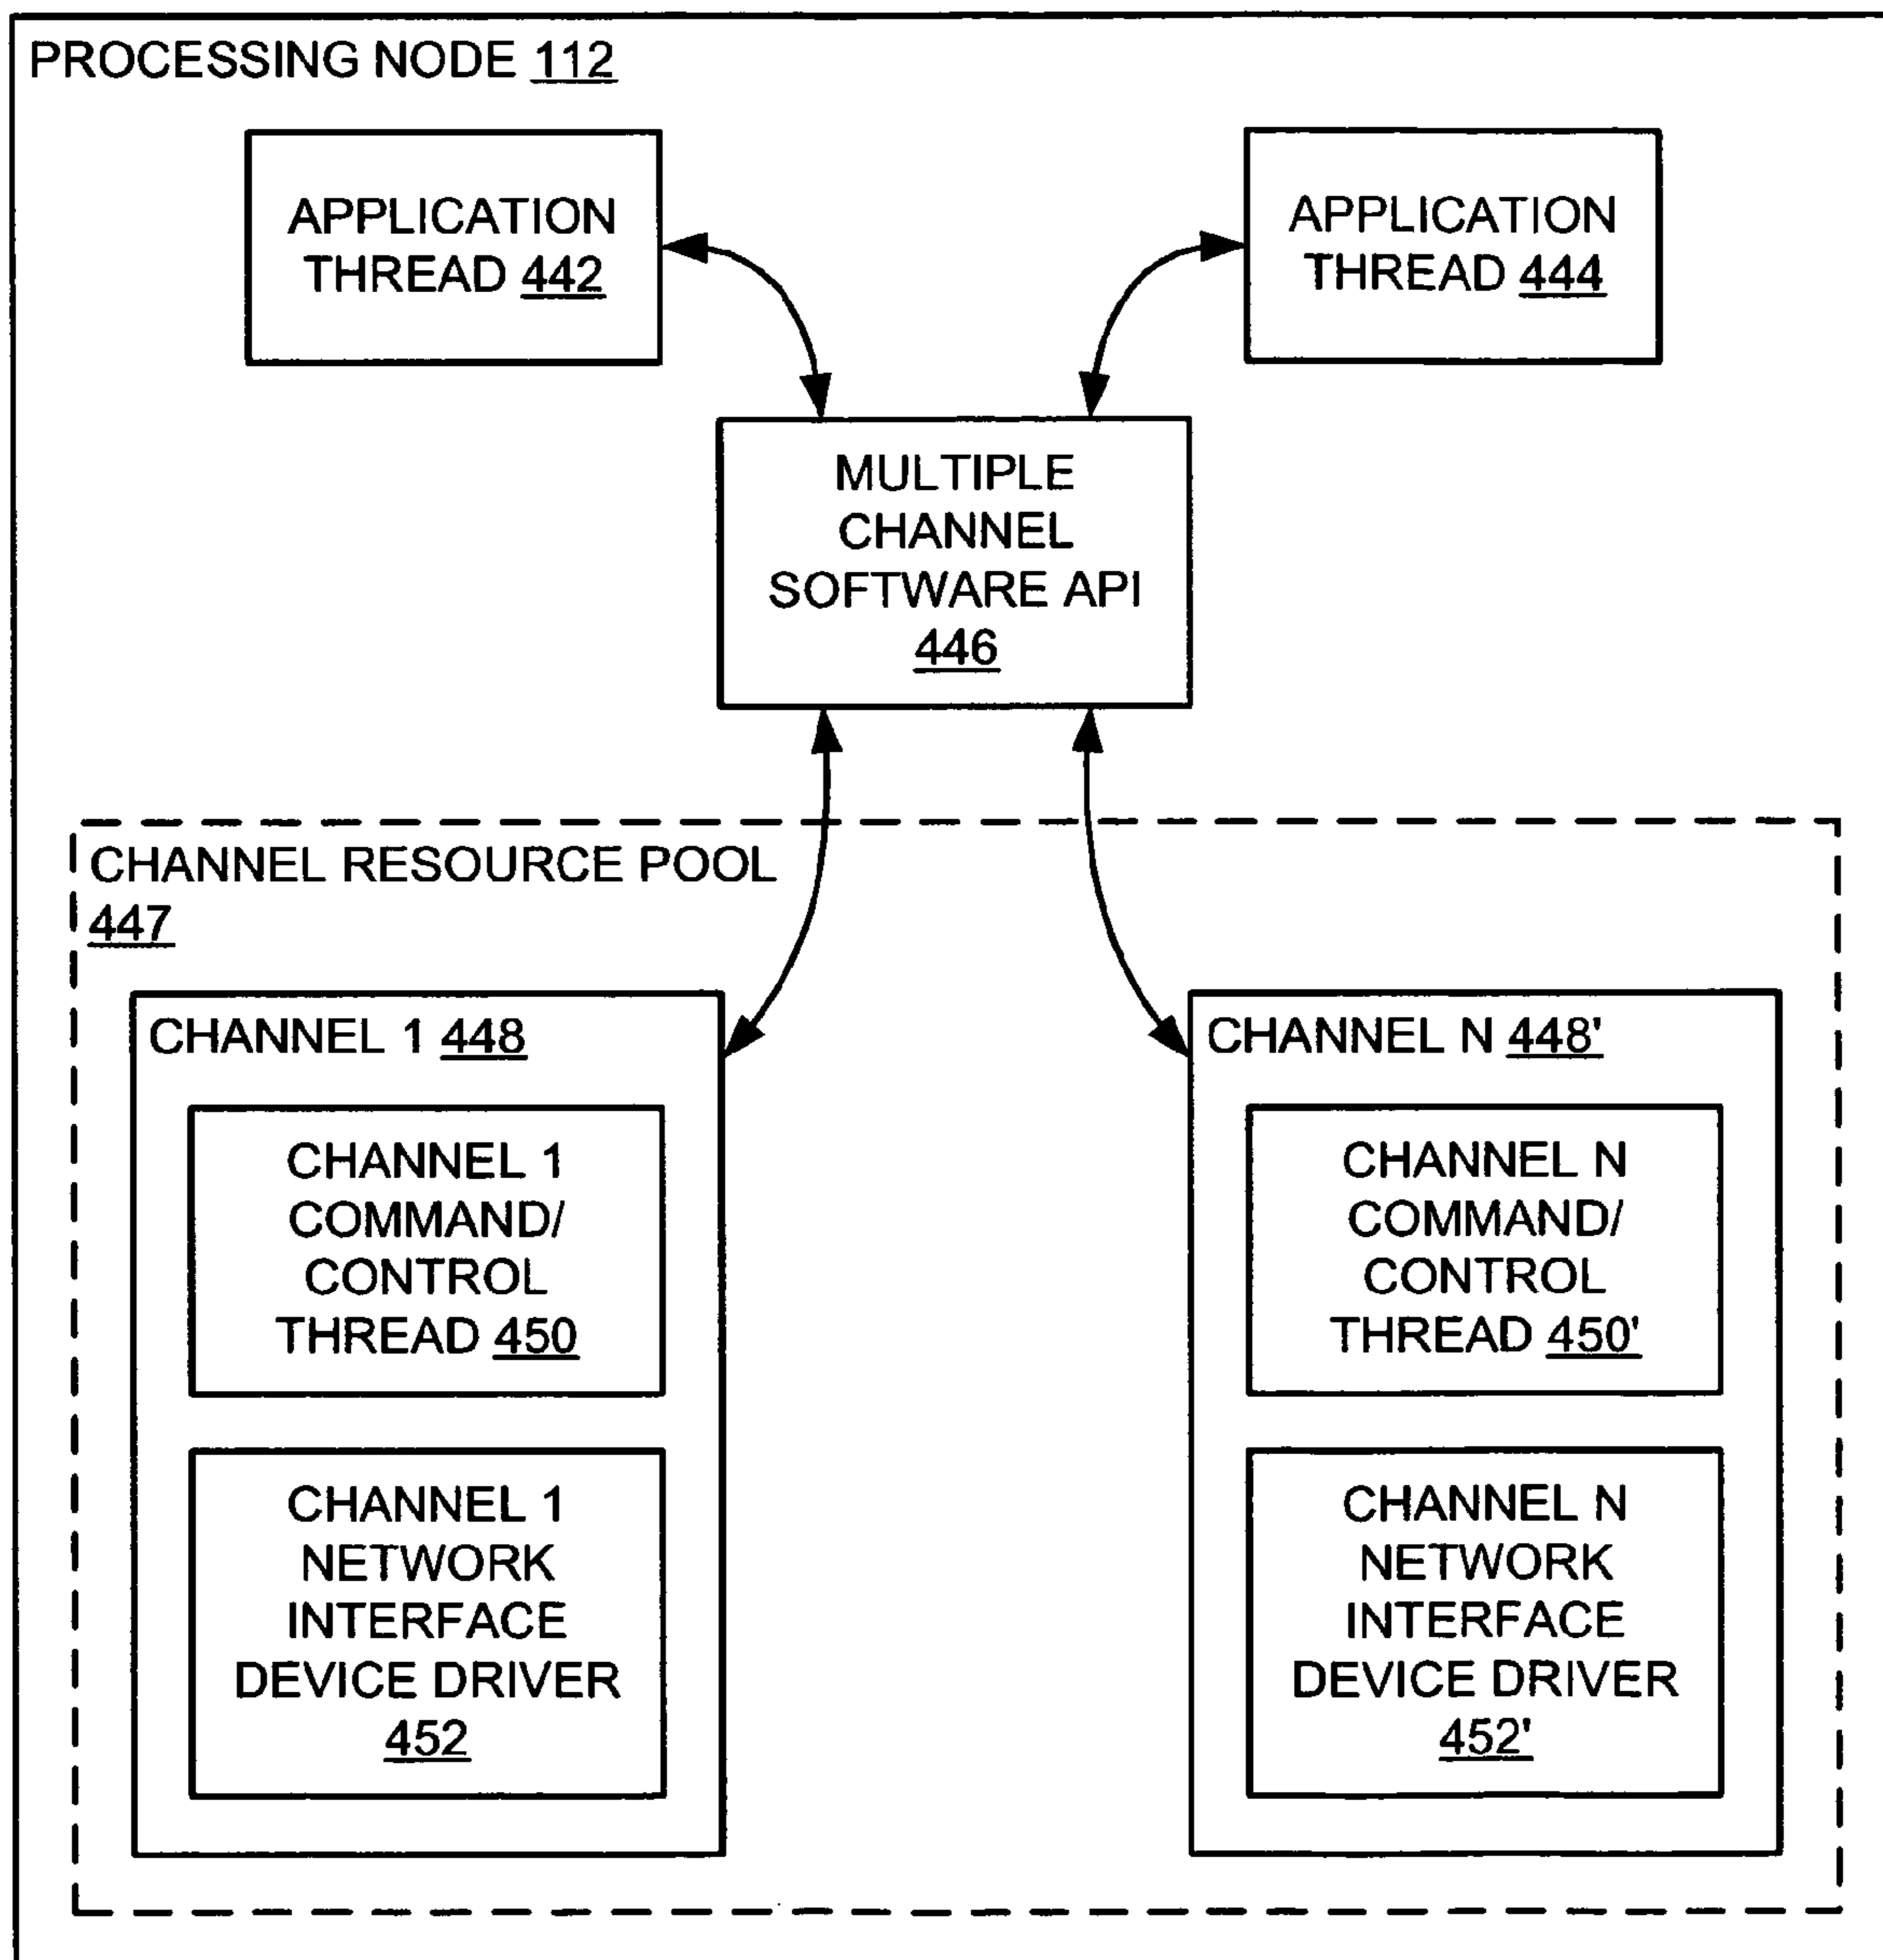 PROCESSING NODE 112
APPLICATION
THREAD 442
APPLICATION
THREAD 444
MULTIPLE
CHANNEL
SOFTWARE API
446
CHANNEL RESOURCE POOL
447
CHANNEL 1 448
CHANNEL 1
COMMAND/
CONTROL
THREAD 450
CHANNEL 1
NETWORK
INTERFACE
DEVICE DRIVER
452
CHANNEL N 448'
CHANNEL N
COMMAND/
CONTROL
THREAD 450'
CHANNEL N
NETWORK
INTERFACE
DEVICE DRIVER
452'